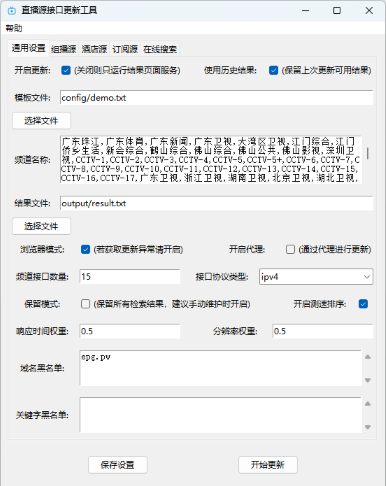 直播源接口更新工具
帮助
通用设置 组播源 酒店源 订阅源 在线搜索
开启更新: (关闭则只运行结果页面服务) 使用历史结果: (保留上次更新可用结果)
模板文件: config/demo.txt
选择文件
广东珠江,广东体育,广东新闻,广东卫视,大湾区卫视,江门综合,江门
侨乡生活,新会综合,鹤山综合,佛山综合,佛山公共,佛山影视,深圳卫
频道名称: 视,CCTV-1,CCTV-2,CCTV-3,CCTV-4,CCTV-5,CCTV-5+,CCTV-6,CCTV-7,C
CTV-8,CCTV-9,CCTV-10,CCTV-11,CCTV-12,CCTV-13,CCTV-14,CCTV-15,
CCTV-16,CCTV-17,广东卫视,浙江卫视,湖南卫视,北京卫视,湖北卫视,
结果文件: output/result.txt
选择文件
浏览器模式: (若获取更新异常请开启) 开启代理: (通过代理进行更新)
频道接口数量: 15 接口协议类型: ipv4
保留模式: (保留所有检索结果，建议手动维护时开启) 开启测速排序:
响应时间权重: 0.5 分辨率权重: 0.5
epg.pw
域名黑名单:
关键字黑名单:
保存设置 开始更新